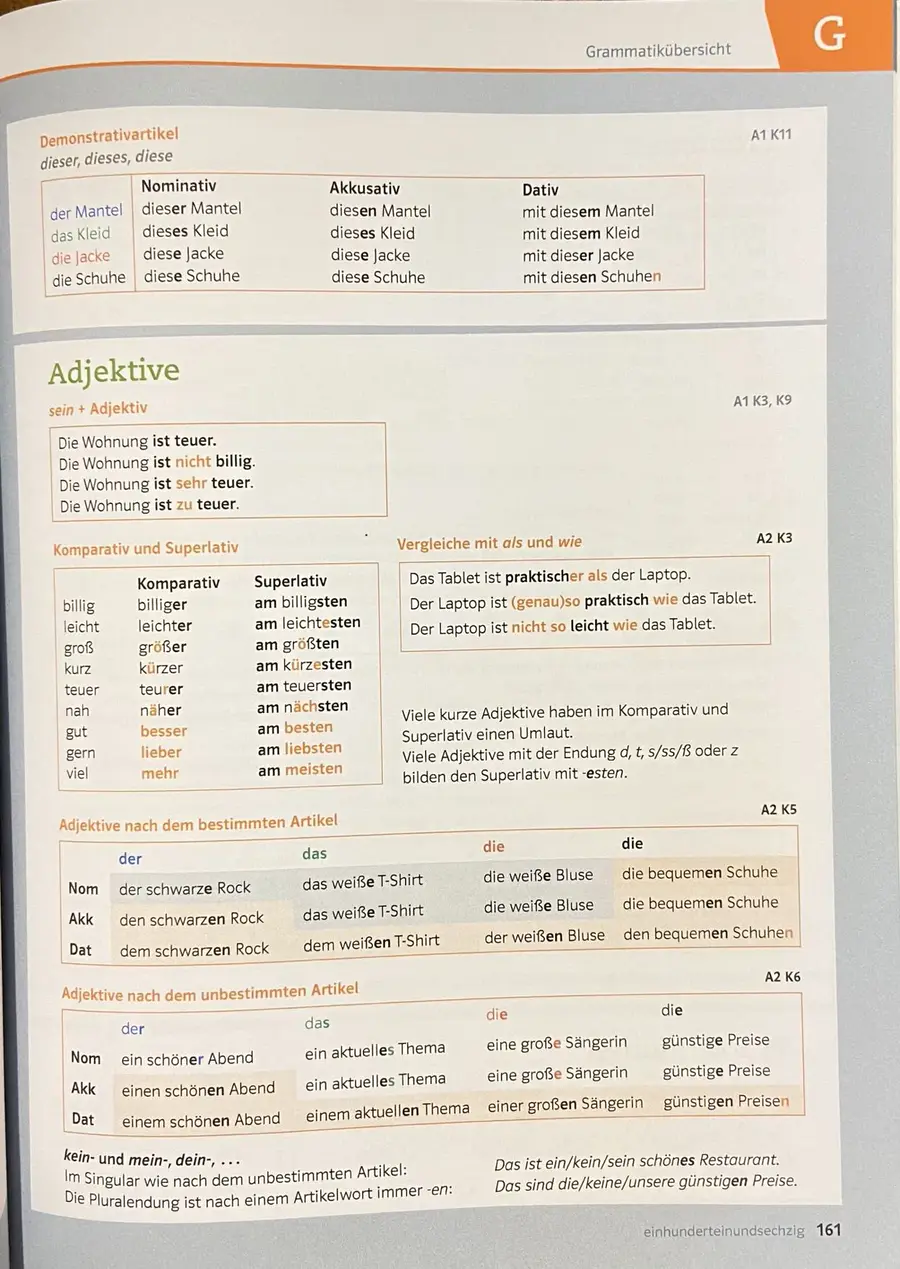 Grammatikübersicht
G
Demonstrativartikel
A1 K11
dieser, dieses, diese
Nominativ Akkusativ Dativ
der Mantel dieser Mantel diesen Mantel mit diesem Mantel
das Kleid dieses Kleid dieses Kleid mit diesem Kleid
die Jacke diese Jacke diese Jacke mit dieser Jacke
die Schuhe diese Schuhe diese Schuhe mit diesen Schuhen
Adjektive
sein + Adjektiv
A1 K3, K9
Die Wohnung ist teuer.
Die Wohnung ist nicht billig.
Die Wohnung ist sehr teuer.
Die Wohnung ist zu teuer.
Komparativ und Superlativ
Komparativ Superlativ
billig billiger am billigsten
leicht leichter am leichtesten
groß größer am größten
kurz kürzer am kürzesten
teuer teurer am teuersten
nah näher am nächsten
gut besser am besten
gern lieber am liebsten
viel mehr am meisten
Vergleiche mit als und wie
A2 K3
Das Tablet ist praktischer als der Laptop.
Der Laptop ist (genau)so praktisch wie das Tablet.
Der Laptop ist nicht so leicht wie das Tablet.
Viele kurze Adjektive haben im Komparativ und
Superlativ einen Umlaut.
Viele Adjektive mit der Endung d, t, s/ss/ß oder z
bilden den Superlativ mit -esten.
Adjektive nach dem bestimmten Artikel
A2 K5
der das die die
Nom der schwarze Rock das weiße T-Shirt die weiße Bluse die bequemen Schuhe
Akk den schwarzen Rock das weiße T-Shirt die weiße Bluse die bequemen Schuhe
Dat dem schwarzen Rock dem weißen T-Shirt der weißen Bluse den bequemen Schuhen
Adjektive nach dem unbestimmten Artikel
A2 K6
der das die die
Nom ein schöner Abend ein aktuelles Thema eine große Sängerin günstige Preise
Akk einen schönen Abend ein aktuelles Thema eine große Sängerin günstige Preise
Dat einem schönen Abend einem aktuellen Thema einer großen Sängerin günstigen Preisen
kein- und mein-, dein-, ...
Im Singular wie nach dem unbestimmten Artikel: Das ist ein/kein/sein schönes Restaurant.
Die Pluralendung ist nach einem Artikelwort immer -en: Das sind die/keine/unsere günstigen Preise.
einhunderteinundsechzig 161